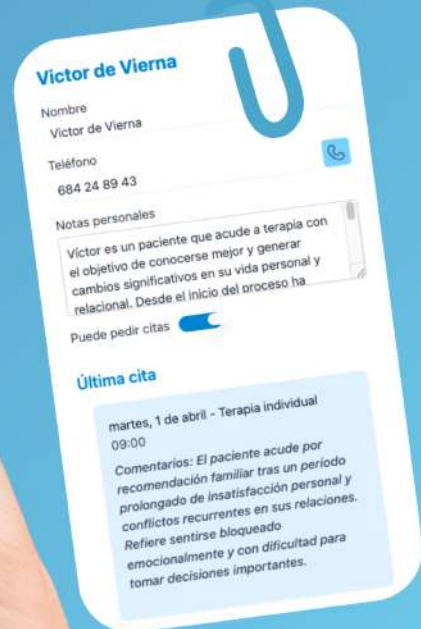 Victor de Vierna
Nombre
Victor de Vierna
Teléfono
684 24 89 43
Notas personales
Víctor es un paciente que acude a terapia con
el objetivo de conocerse mejor y generar
cambios significativos en su vida personal y
relacional. Desde el inicio del proceso ha
Puede pedir citas
Última cita
martes, 1 de abril - Terapia individual
09:00
Comentarios: El paciente acude por
recomendación familiar tras un periodo
prolongado de insatisfacción personal y
conflictos recurrentes en sus relaciones.
Refiere sentirse bloqueado
emocionalmente y con dificultad para
tomar decisiones importantes.